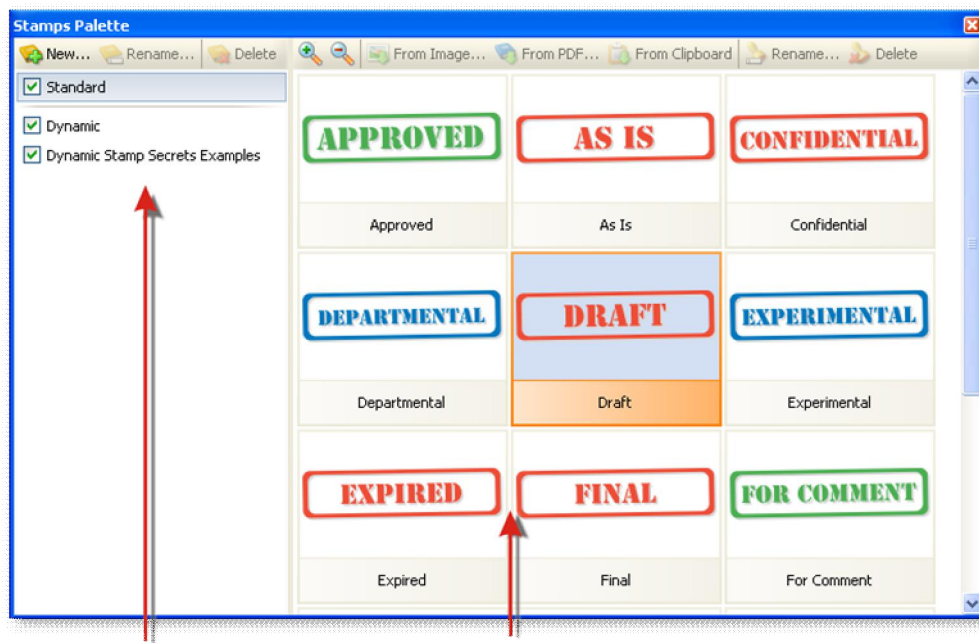 Stamps Palette
New... Rename... Delete From Image... From PDF... From Clipboard Rename... Delete
Standard
Dynamic
Dynamic Stamp Secrets Examples
APPROVED AS IS CONFIDENTIAL
Approved As Is Confidential
DEPARTMENTAL DRAFT EXPERIMENTAL
Departmental Draft Experimental
EXPIRED FINAL FOR COMMENT
Expired Final For Comment